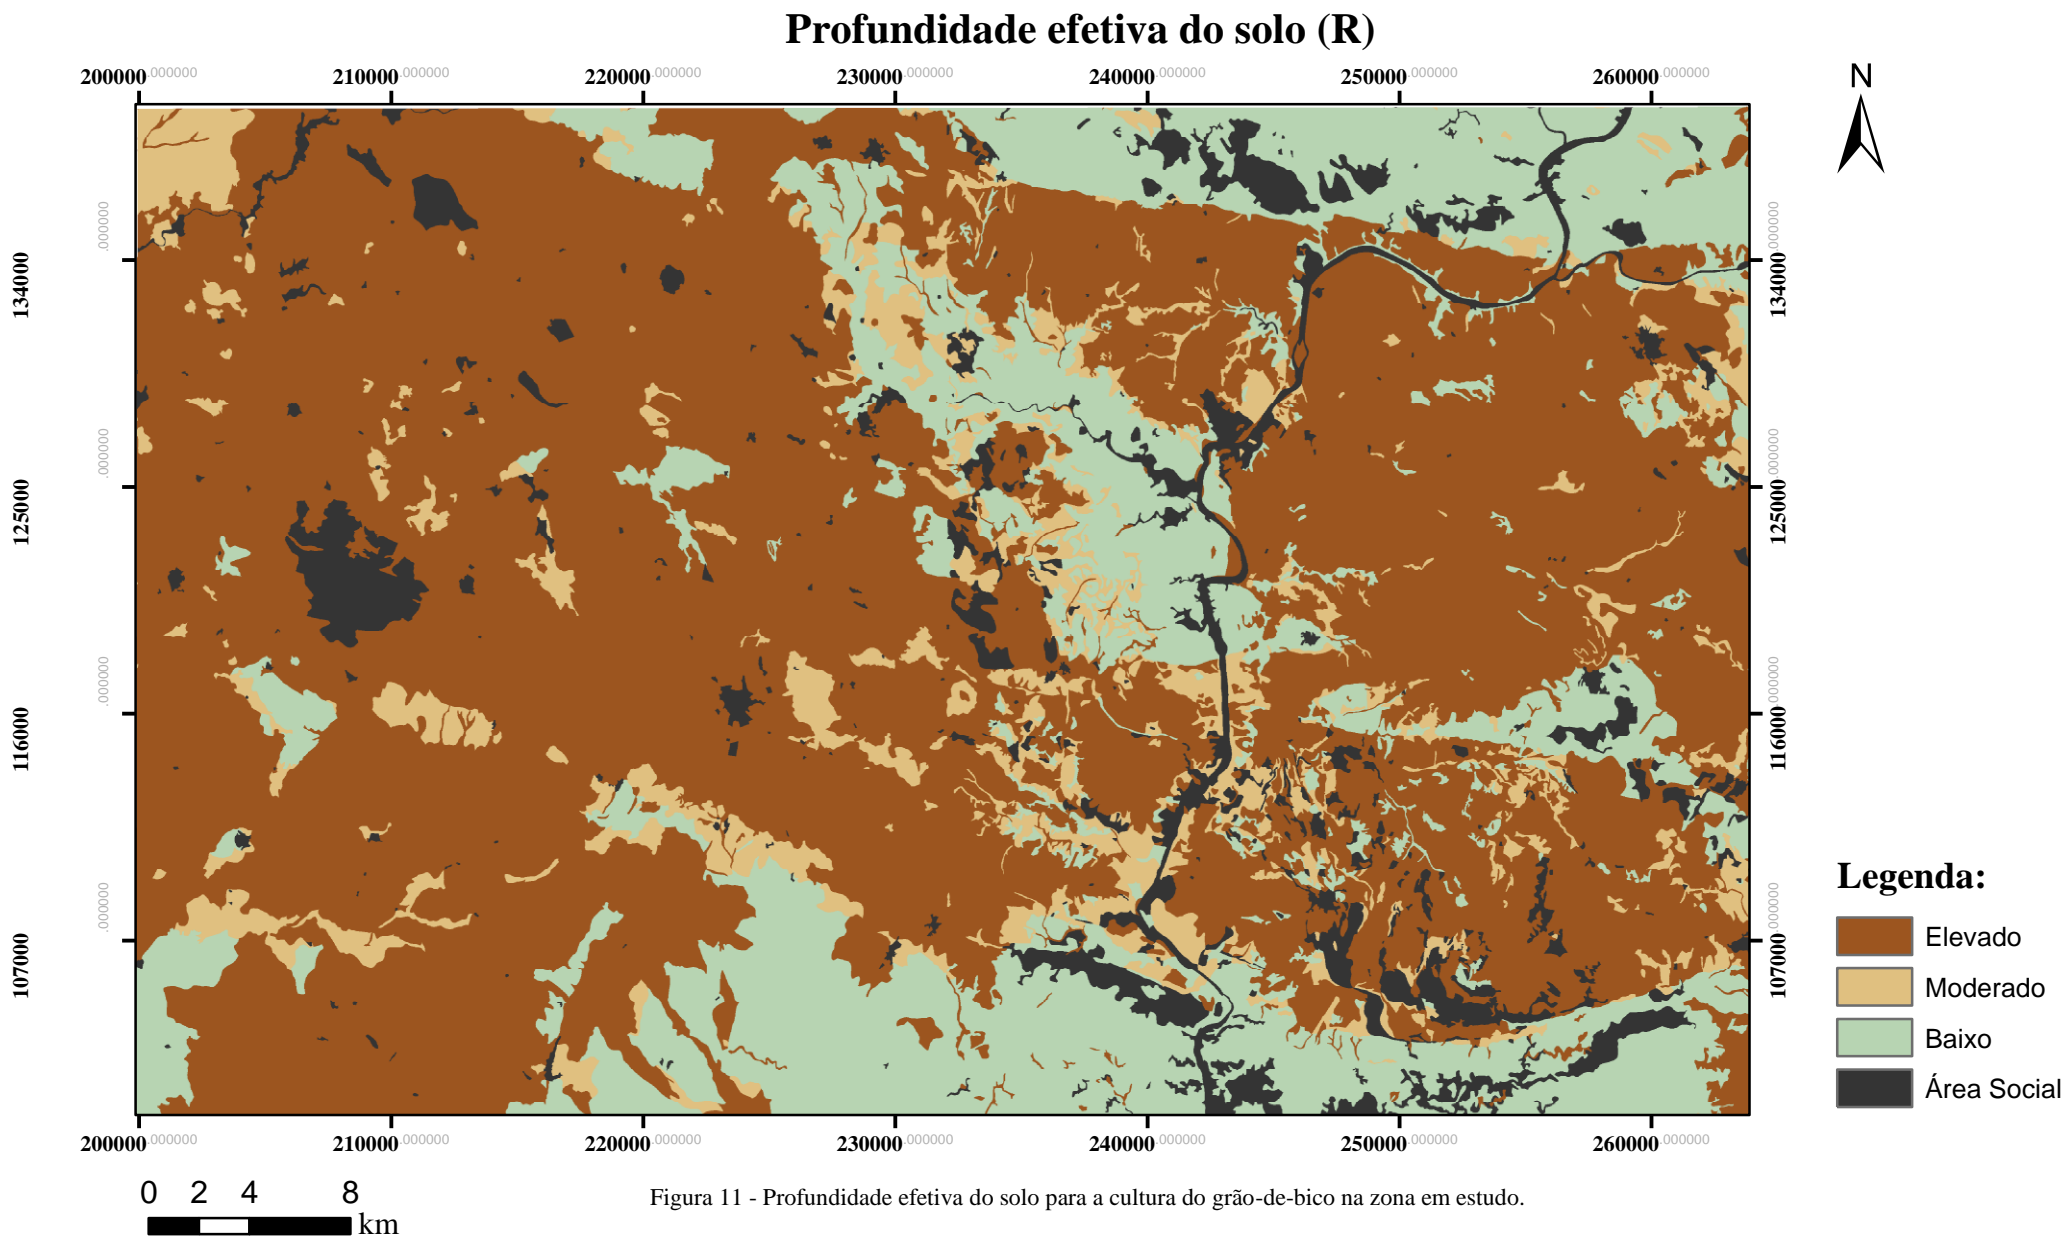 Profundidade efetiva do solo (R)
200000.000000 210000.000000 220000.000000 230000.000000 240000.000000 250000.000000 260000.000000
N
134000.000000
125000.000000
116000.000000
107000.000000
134000.000000
125000.000000
116000.000000
107000.000000
Legenda:
Elevado
Moderado
Baixo
Área Social
200000.000000 210000.000000 220000.000000 230000.000000 240000.000000 250000.000000 260000.000000
0 2 4 8
km
Figura 11 - Profundidade efetiva do solo para a cultura do grão-de-bico na zona em estudo.